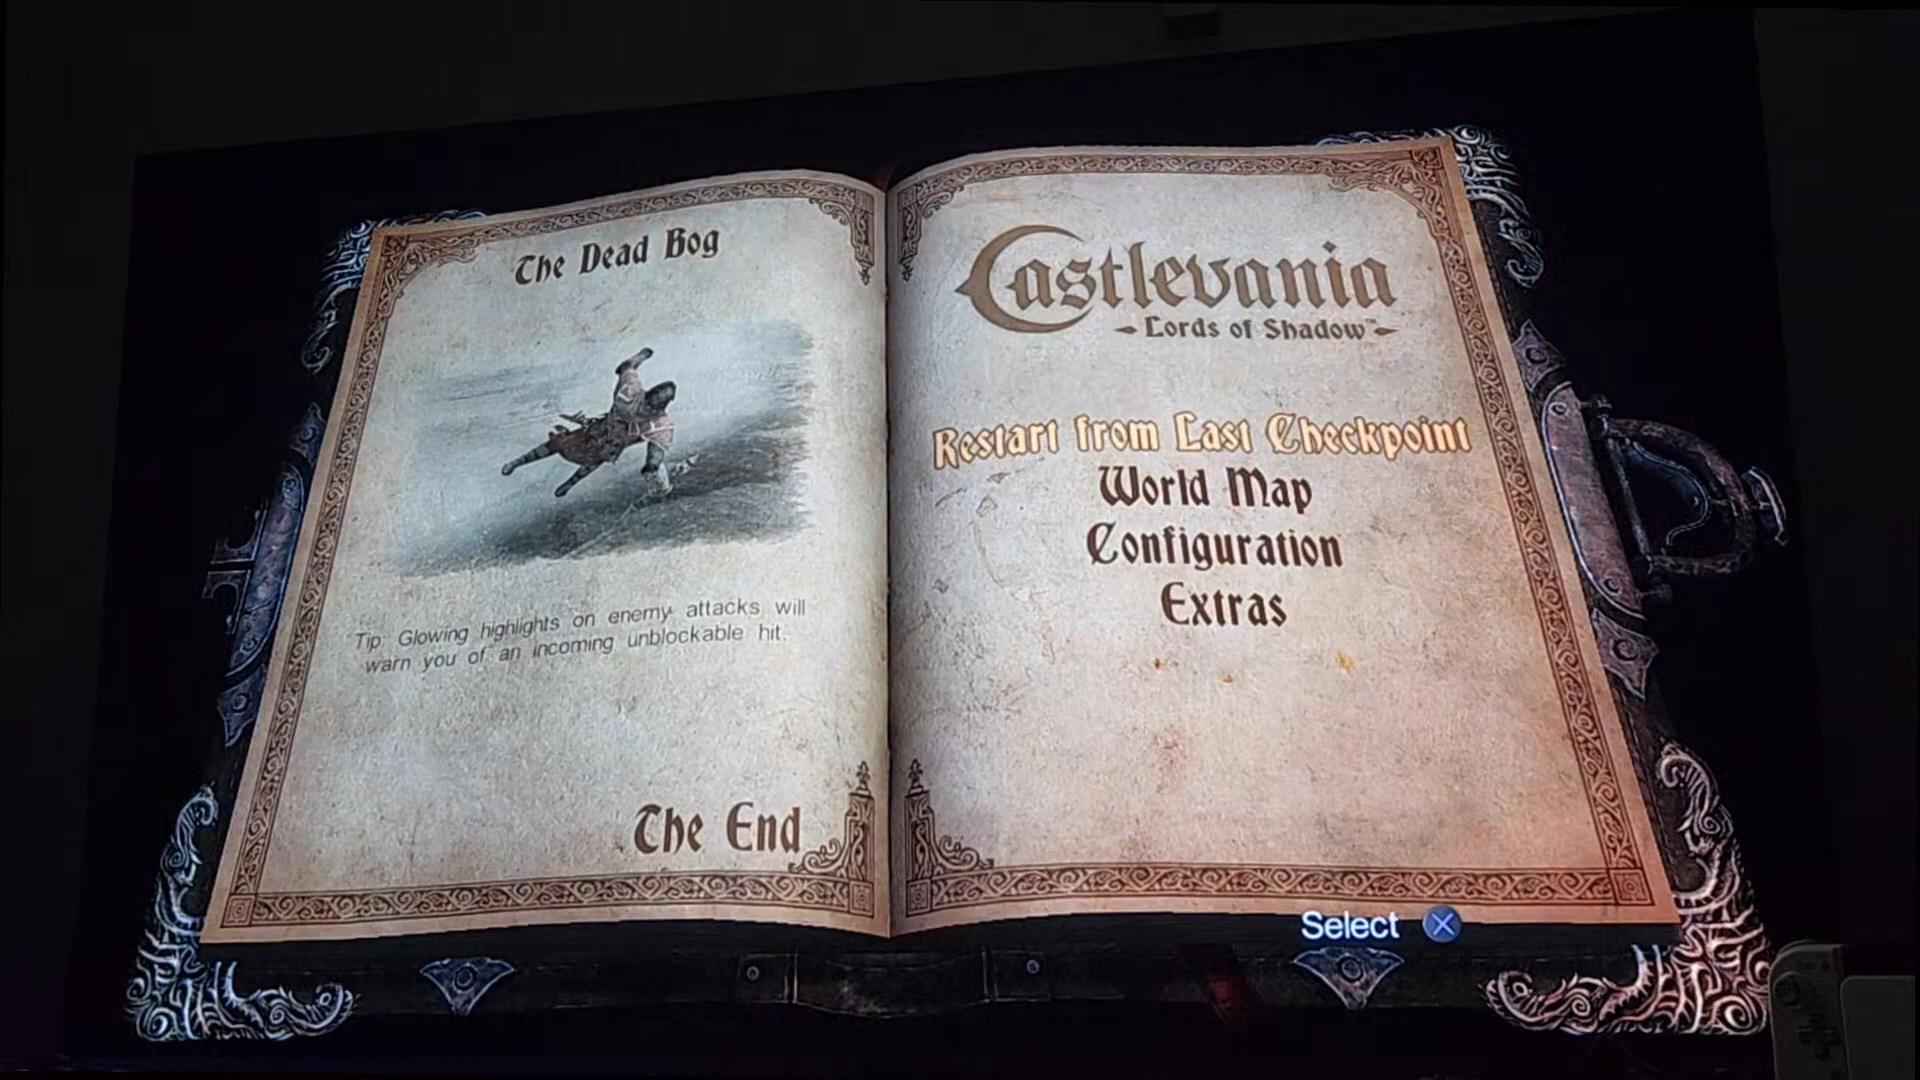 The Dead Bog
Tip: Glowing highlights on enemy attacks will
warn you of an incoming unblockable hit.
The End
Castlevania
Lords of Shadow™
Restart from Last Checkpoint
World Map
Configuration
Extras
Select